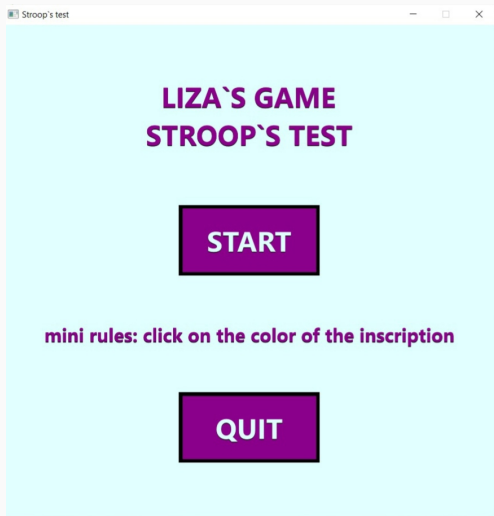 Stroop`s test
LIZA`S GAME
STROOP`S TEST
START
mini rules: click on the color of the inscription
QUIT